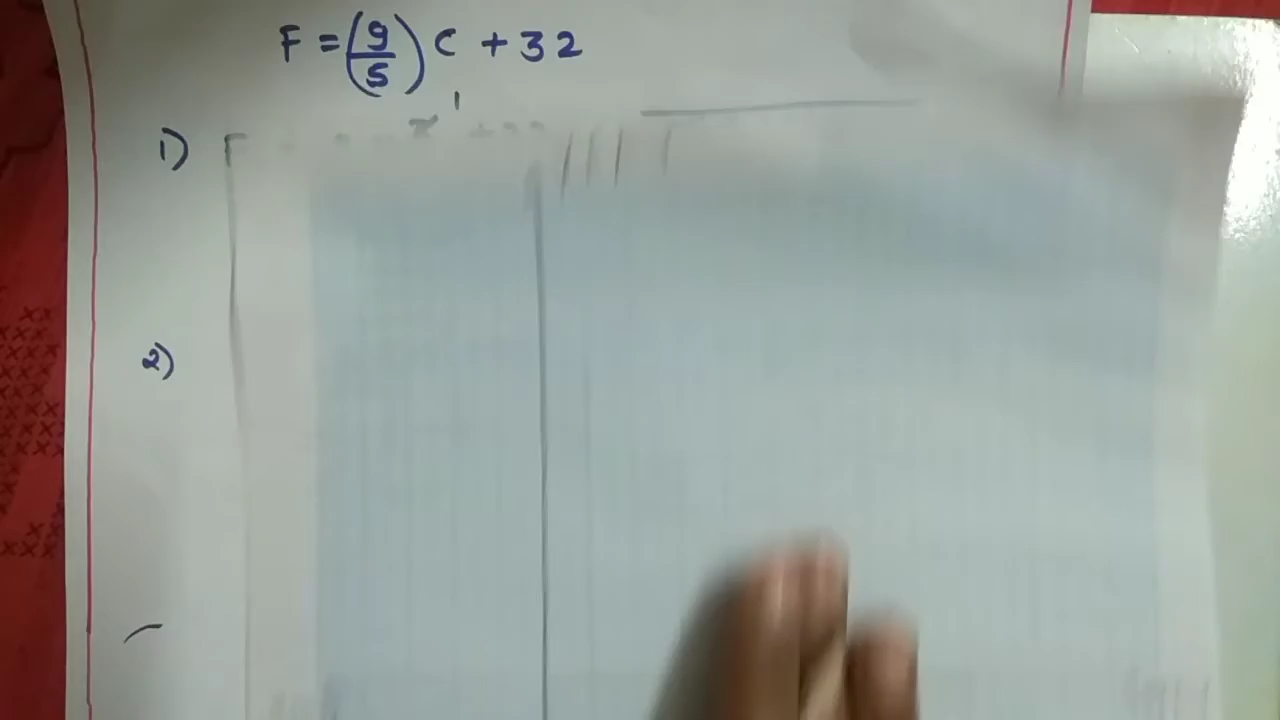 F = (9/5) C + 32
1)
2)